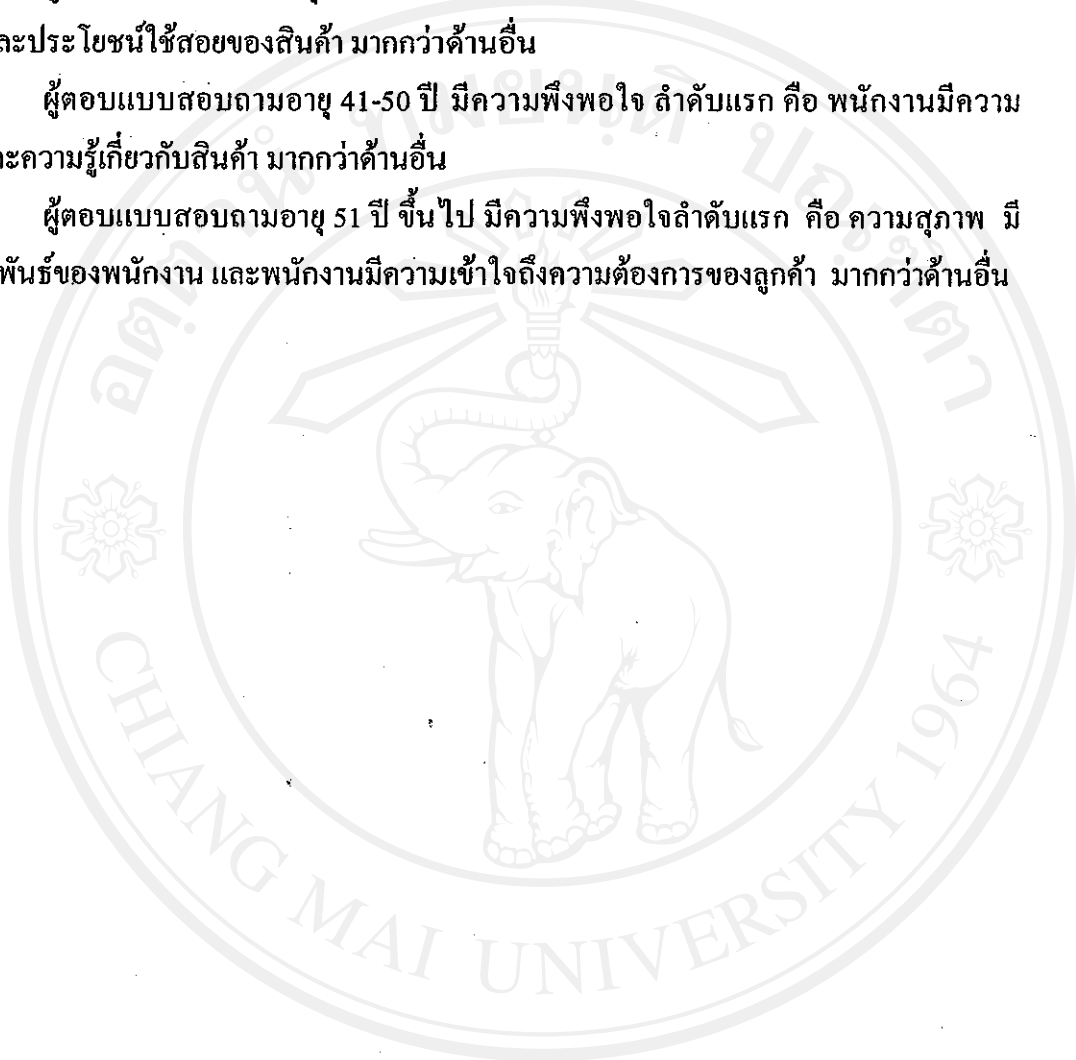 ละประโยชน์ใช้สอยของสินค้า มากกว่าด้านอื่น
ผู้ตอบแบบสอบถามอายุ 41-50 ปี มีความพึงพอใจ ลำดับแรก คือ พนักงานมีความ
ะความรู้เกี่ยวกับสินค้า มากกว่าด้านอื่น
ผู้ตอบแบบสอบถามอายุ 51 ปี ขึ้นไป มีความพึงพอใจลำดับแรก คือ ความสุภาพ มี
พันธ์ของพนักงาน และพนักงานมีความเข้าใจถึงความต้องการของลูกค้า มากกว่าด้านอื่น
CHIANG MAI UNIVERSITY 1964